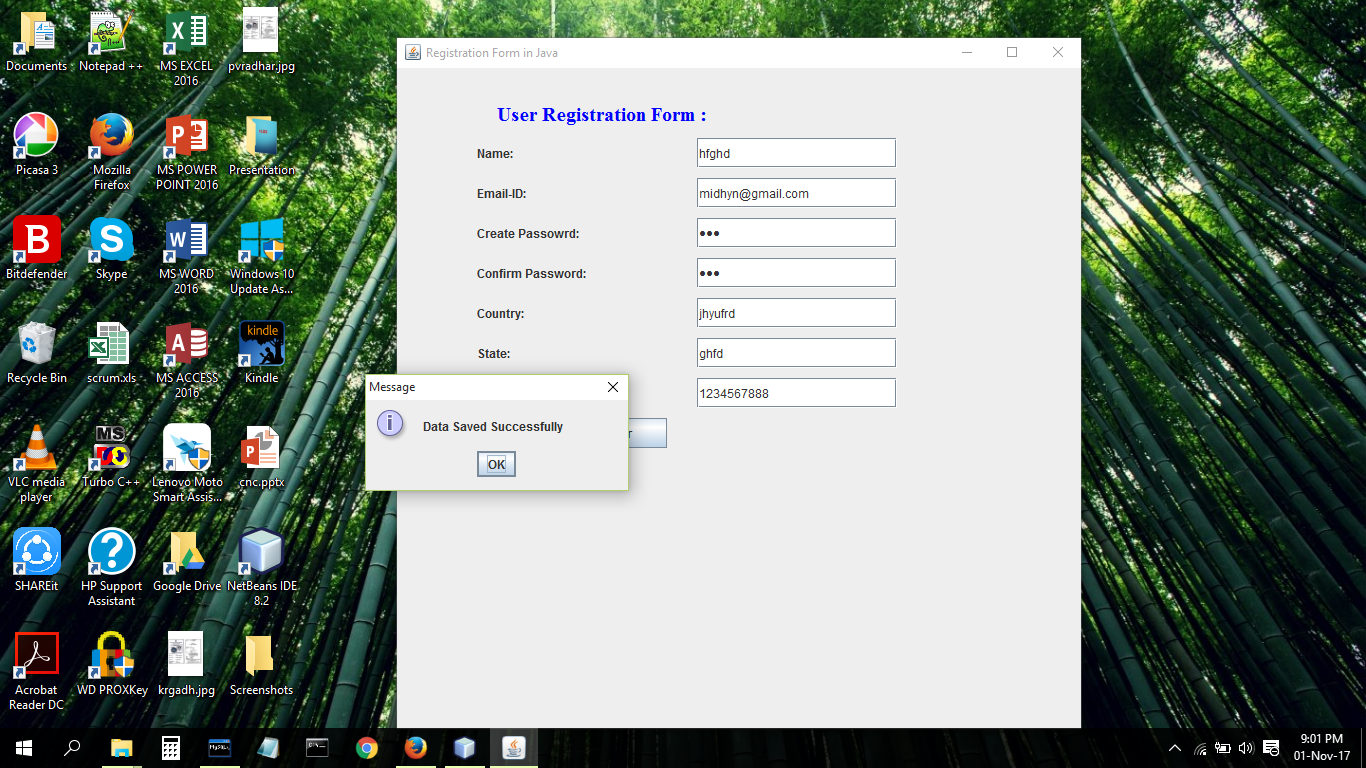 Documents
Notepad ++
MS EXCEL
2016
pvradhar.jpg
Picasa 3
Mozilla
Firefox
MS POWER
POINT 2016
Presentation
Bitdefender
Skype
MS WORD
2016
Windows 10
Update As...
Recycle Bin
scrum.xls
MS ACCESS
2016
kindle
Kindle
VLC media
player
MS
Turbo C++
Lenovo Moto
Smart Assis...
cnc.pptx
SHAREit
HP Support
Assistant
Google Drive
NetBeans IDE
8.2
Acrobat
Reader DC
WD PROXKey
krgadh.jpg
Screenshots
Registration Form in Java
User Registration Form :
Name: hfghd
Email-ID: midhyn@gmail.com
Create Passowrd: ●●●
Confirm Password: ●●●
Country: jhyufrd
State: ghfd
1234567888
Message
Data Saved Successfully
OK
9:01 PM
01-Nov-17